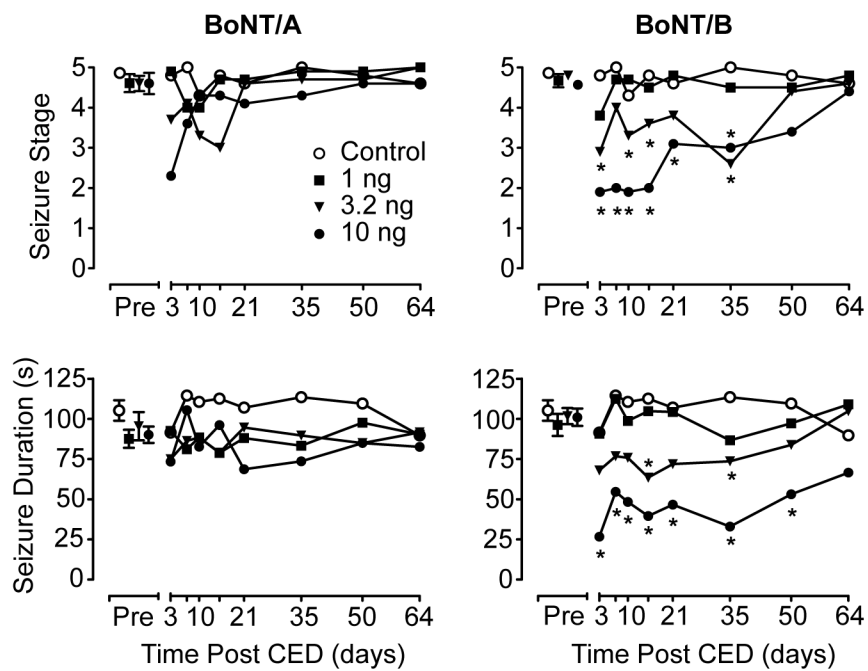 BoNT/A
BoNT/B
Seizure Stage
5
4
3
2
1
0
Control
1 ng
3.2 ng
10 ng
Pre 3 10 21 35 50 64
5
4
3
2
1
0
* * * * * *
* * * *
Pre 3 10 21 35 50 64
Seizure Duration (s)
125
100
75
50
25
0
Pre 3 10 21 35 50 64
Time Post CED (days)
125
100
75
50
25
0
* *
* * * * * * *
Pre 3 10 21 35 50 64
Time Post CED (days)